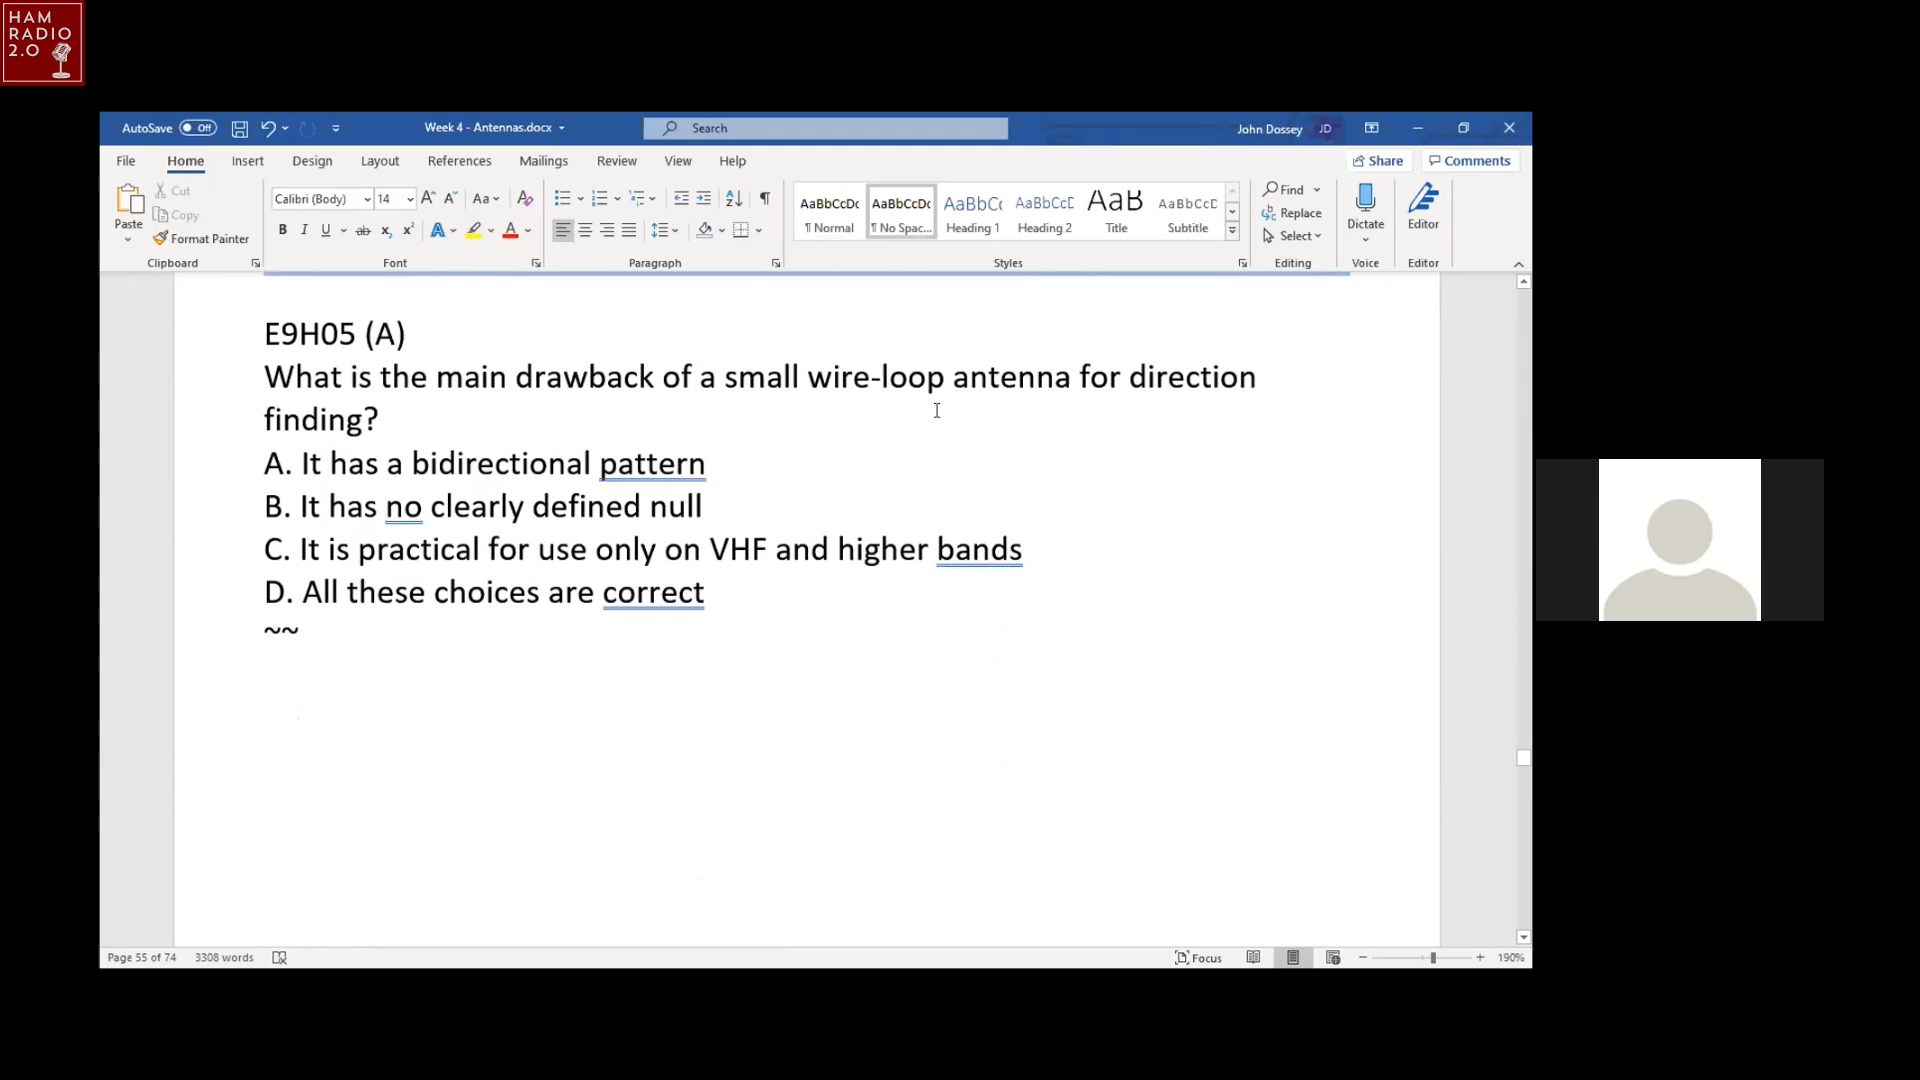 HAM
RADIO
2.0
AutoSave Off Week 4 - Antennas.docx Search John Dossey JD
File Home Insert Design Layout References Mailings Review View Help Share Comments
Paste Cut Copy Format Painter
Calibri (Body) 14
AaBbCcDc AaBbCcDc AaBbCc AaBbCcD AaB AaBbCcD
¶ Normal ¶ No Spac... Heading 1 Heading 2 Title Subtitle
Find Replace Select
Dictate Editor
Clipboard Font Paragraph Styles Editing Voice Editor
E9H05 (A)
What is the main drawback of a small wire-loop antenna for direction
finding?
A. It has a bidirectional pattern
B. It has no clearly defined null
C. It is practical for use only on VHF and higher bands
D. All these choices are correct
~~
Page 55 of 74 3308 words Focus 190%